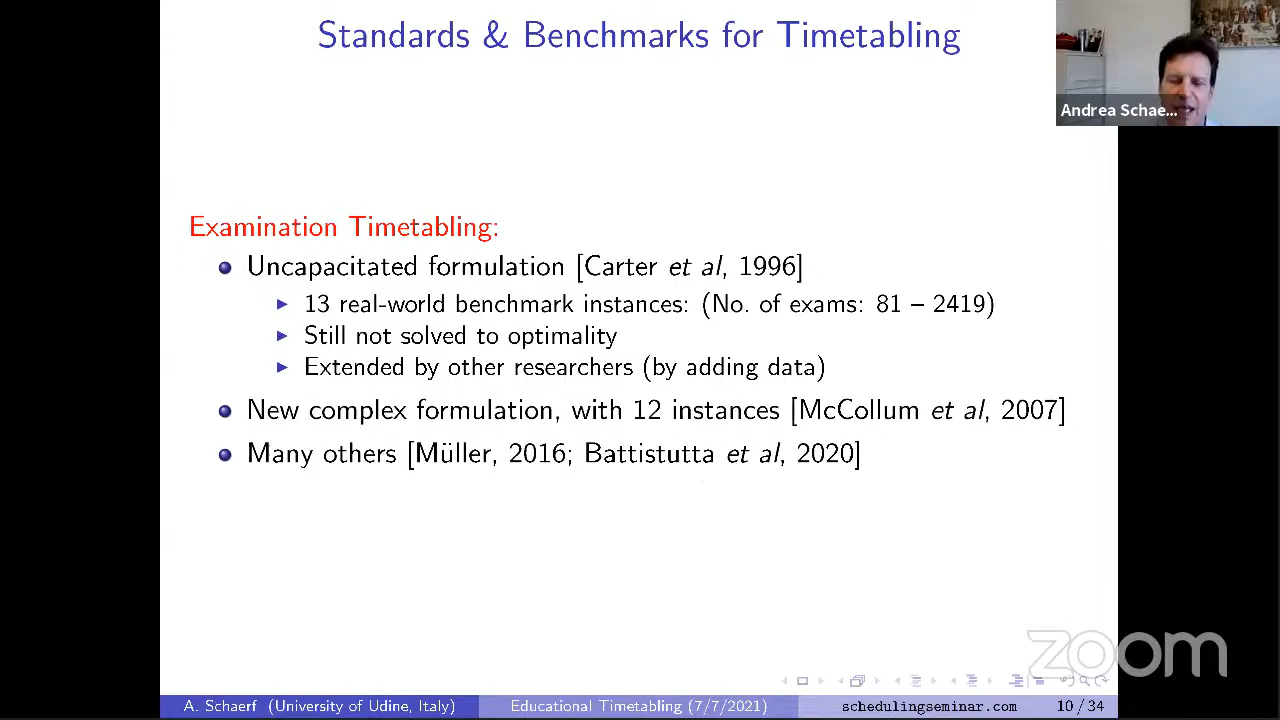 Standards & Benchmarks for Timetabling
Andrea Schae...
Examination Timetabling:
Uncapacitated formulation [Carter et al, 1996]
13 real-world benchmark instances: (No. of exams: 81 – 2419)
Still not solved to optimality
Extended by other researchers (by adding data)
New complex formulation, with 12 instances [McCollum et al, 2007]
Many others [Müller, 2016; Battistutta et al, 2020]
zoom
A. Schaerf (University of Udine, Italy)
Educational Timetabling (7/7/2021)
schedulingseminar.com
10 / 34